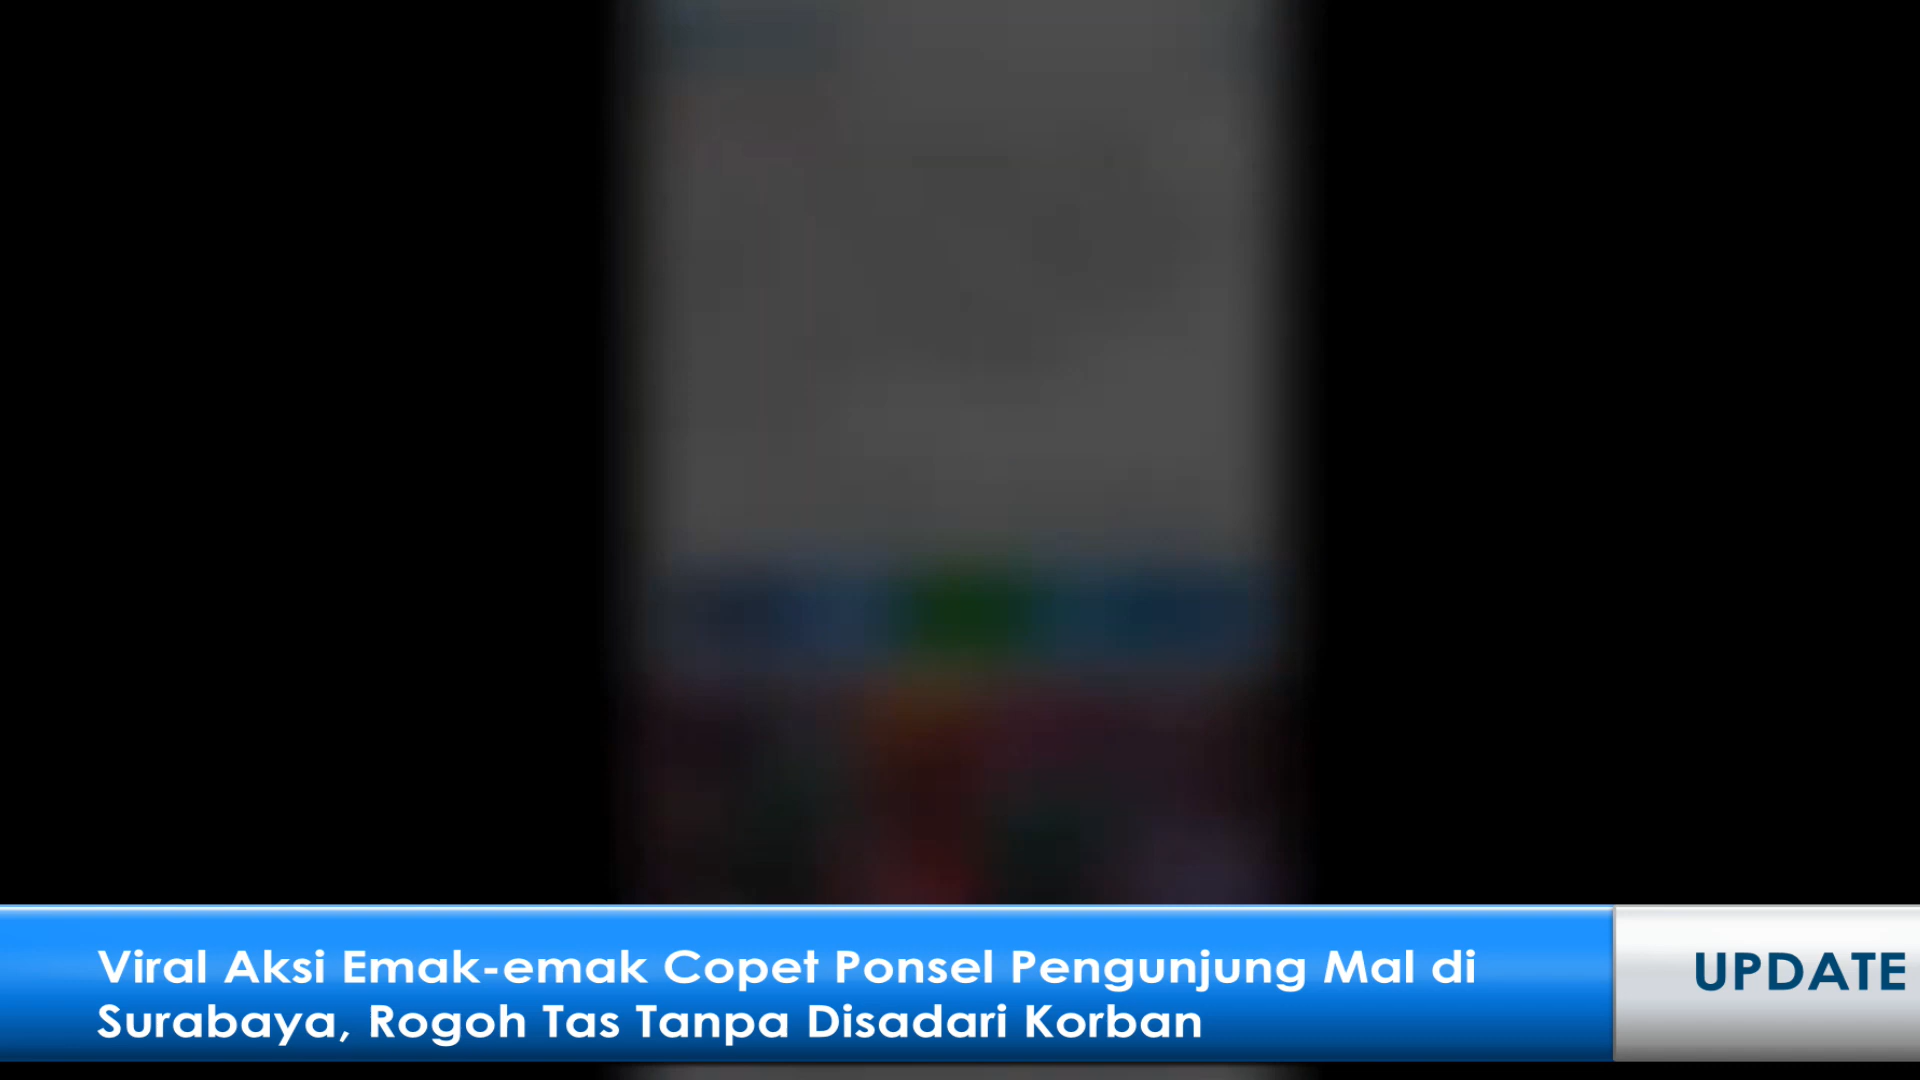 Viral Aksi Emak-emak Copet Ponsel Pengunjung Mal di
Surabaya, Rogoh Tas Tanpa Disadari Korban
UPDATE